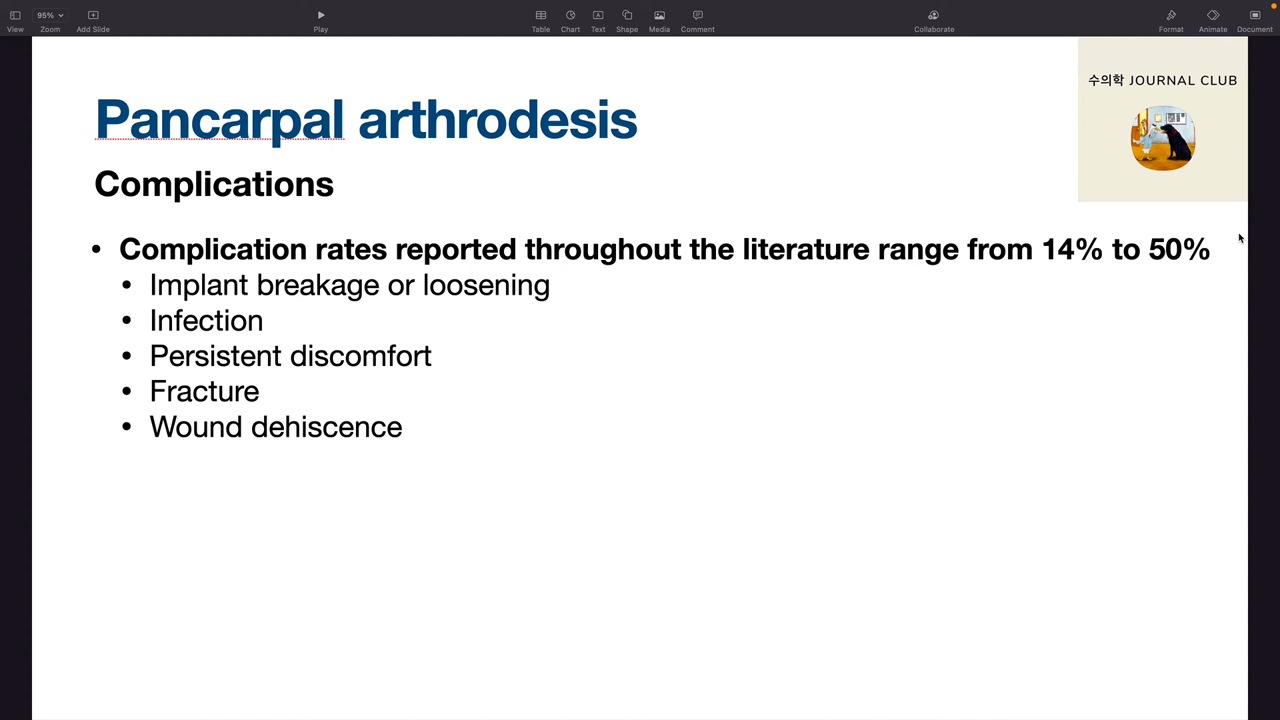 95%
View
Zoom
Add Slide
Play
Table
Chart
Text
Shape
Media
Comment
Collaborate
Format
Animate
Document
수의학 JOURNAL CLUB
Pancarpal arthrodesis
Complications
• Complication rates reported throughout the literature range from 14% to 50%
• Implant breakage or loosening
• Infection
• Persistent discomfort
• Fracture
• Wound dehiscence